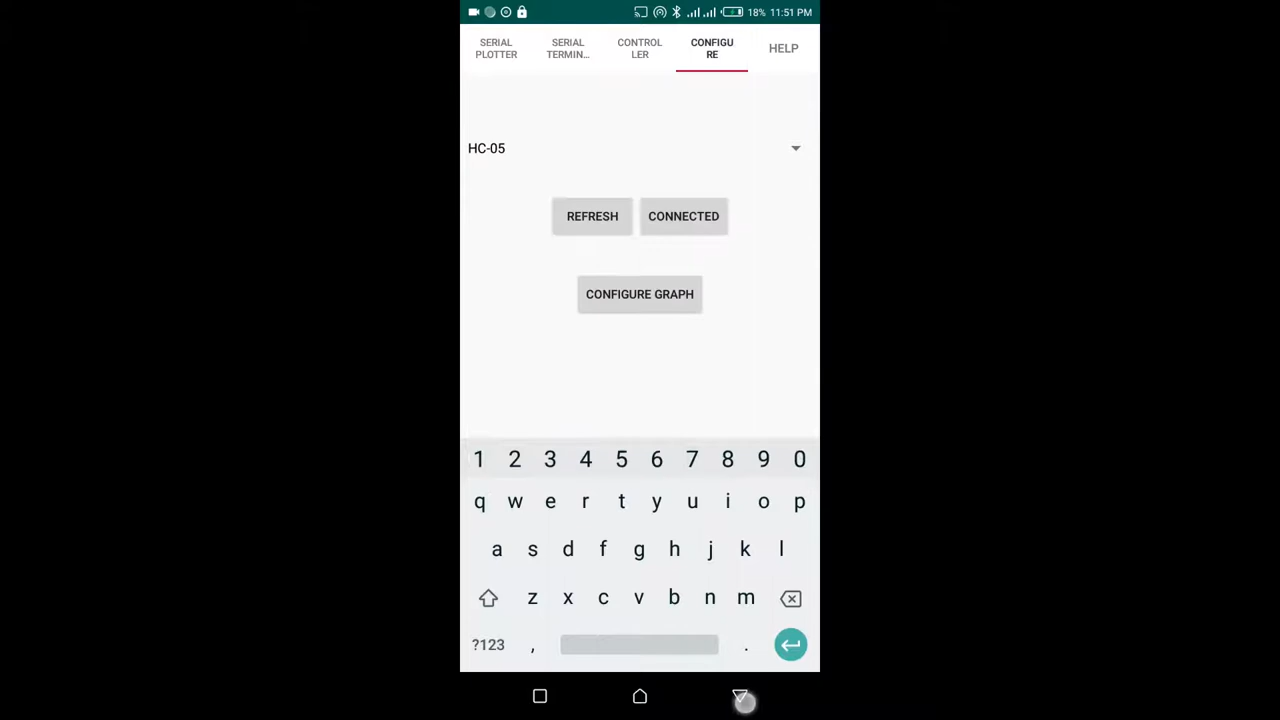 18% 11:51 PM
SERIAL PLOTTER
SERIAL TERMIN...
CONTROL LER
CONFIGU RE
HELP
HC-05
REFRESH CONNECTED
CONFIGURE GRAPH
1 2 3 4 5 6 7 8 9 0
q w e r t y u i o p
a s d f g h j k l
z x c v b n m
?123 , .